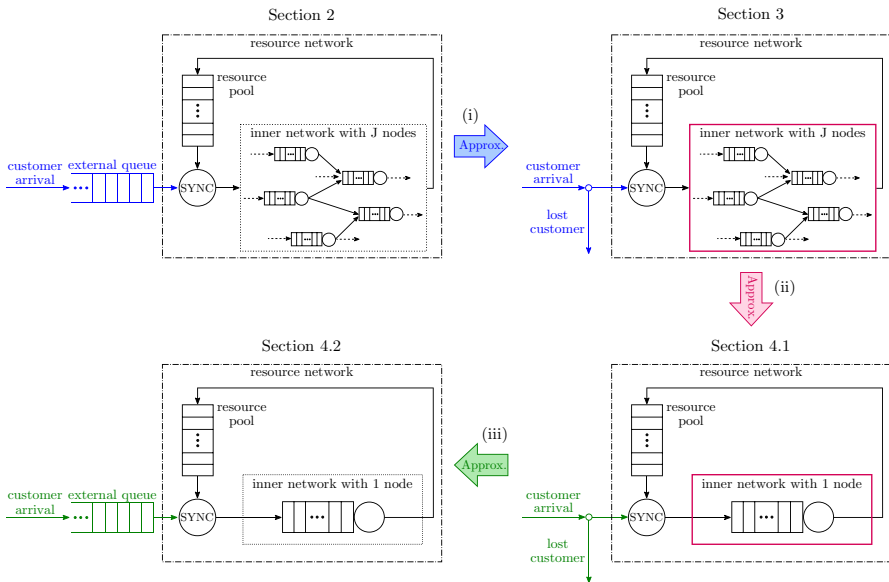 Section 2
resource network
resource
pool
inner network with J nodes
customer
arrival
external queue
SYNC
(i)
Approx.
Section 3
resource network
resource
pool
inner network with J nodes
customer
arrival
SYNC
lost
customer
(ii)
Approx.
Section 4.2
resource network
resource
pool
inner network with 1 node
customer
arrival
external queue
SYNC
(iii)
Approx.
Section 4.1
resource network
resource
pool
inner network with 1 node
customer
arrival
SYNC
lost
customer